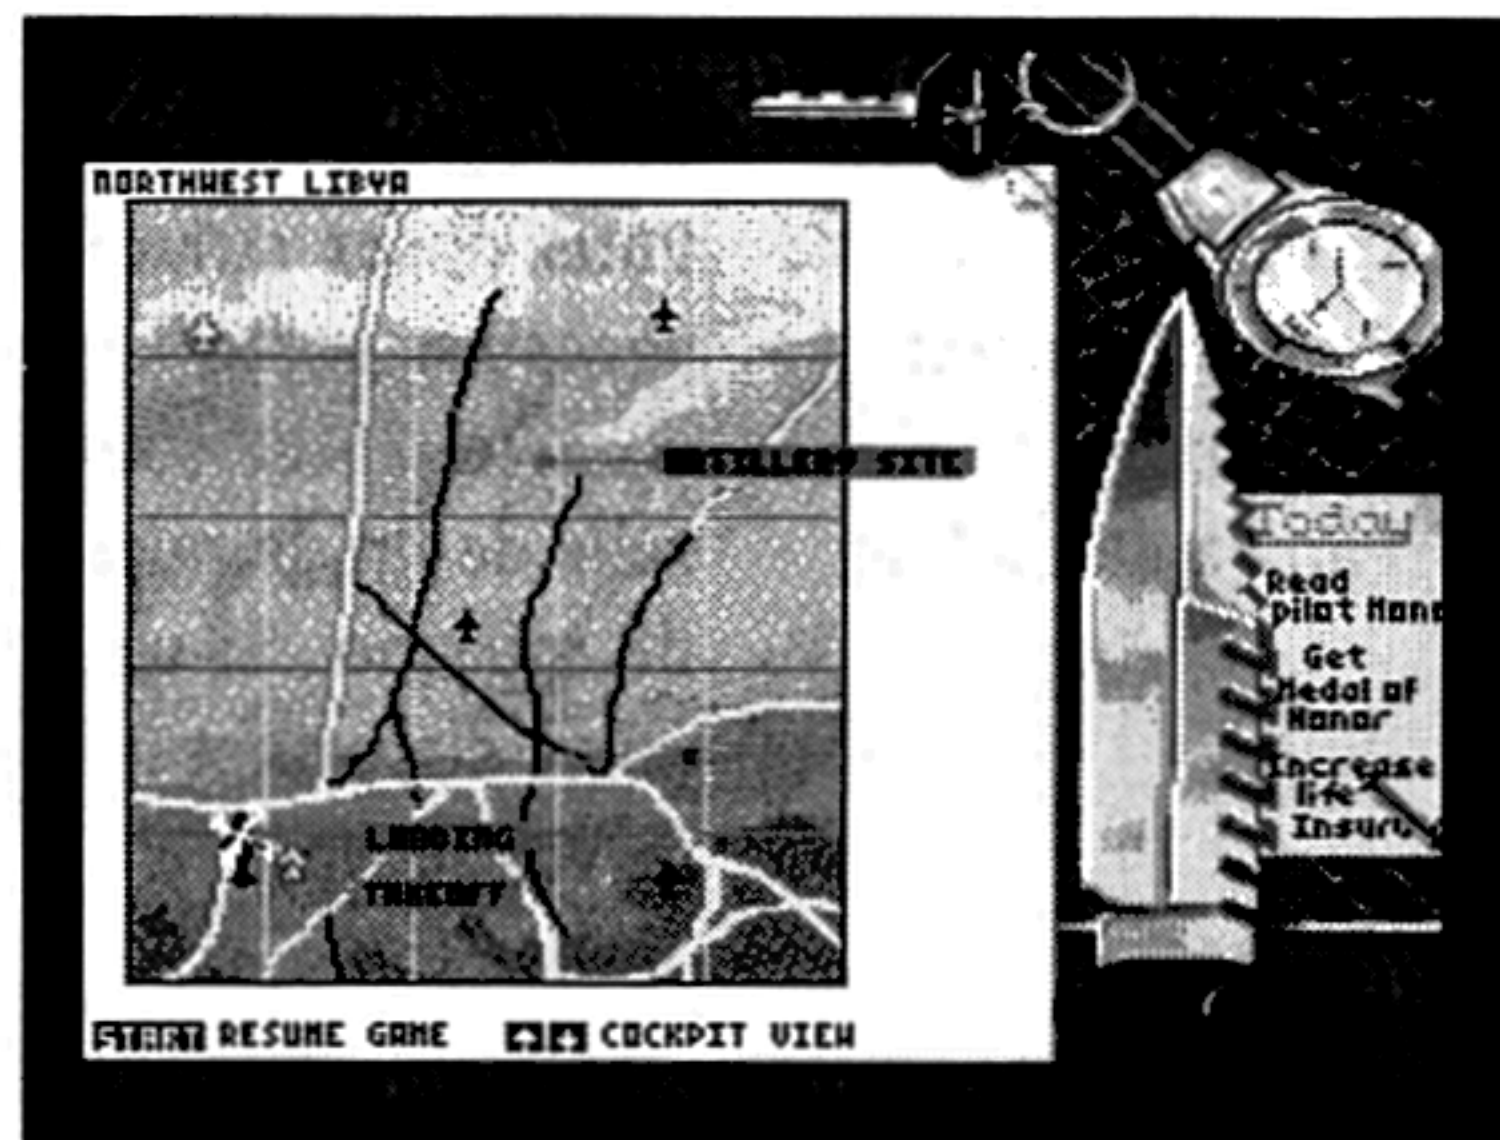 NORTHWEST LIBYA
ARTILLERY SITE
LANDING
TAKEOFF
START RESUME GAME COCKPIT VIEW
Today
Read
pilot Hand
Get
Medal of
Honor
Increase
life
Insur